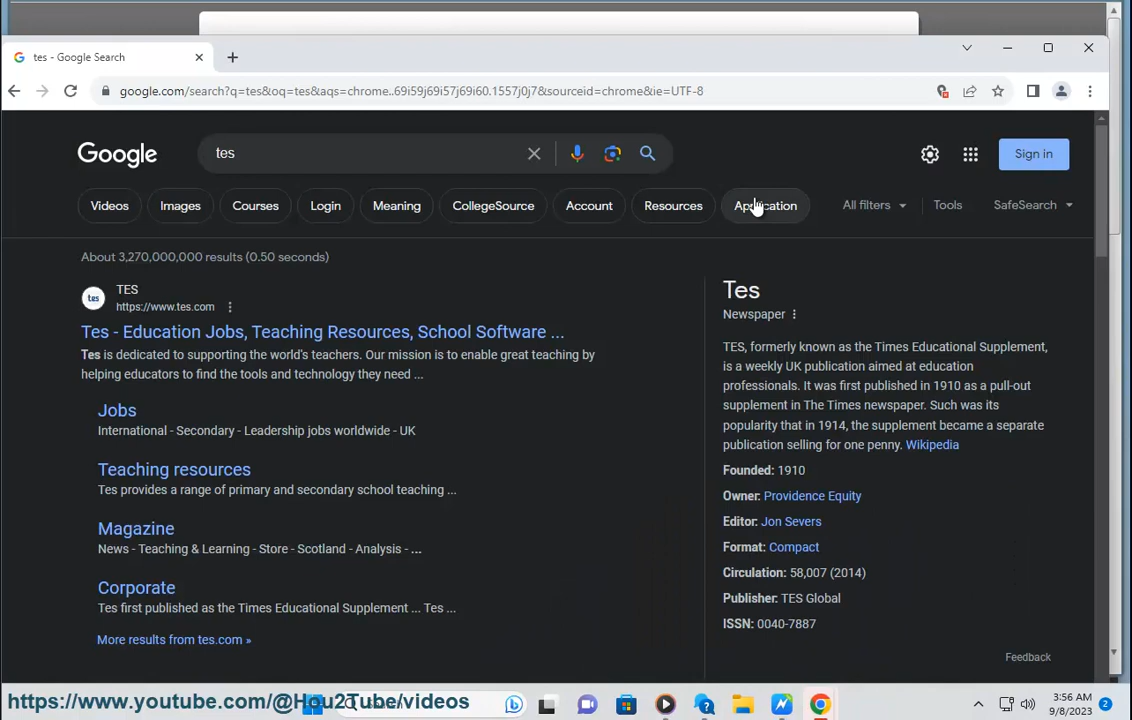 tes - Google Search
google.com/search?q=tes&oq=tes&aqs=chrome..69i59j69i57j69i60.1557j0j7&sourceid=chrome&ie=UTF-8
Google
tes
Sign in
Videos
Images
Courses
Login
Meaning
CollegeSource
Account
Resources
Application
All filters
Tools
SafeSearch
About 3,270,000,000 results (0.50 seconds)
tes
TES
https://www.tes.com
Tes - Education Jobs, Teaching Resources, School Software ...
Tes is dedicated to supporting the world's teachers. Our mission is to enable great teaching by
helping educators to find the tools and technology they need ...
Jobs
International - Secondary - Leadership jobs worldwide - UK
Teaching resources
Tes provides a range of primary and secondary school teaching ...
Magazine
News - Teaching & Learning - Store - Scotland - Analysis - ...
Corporate
Tes first published as the Times Educational Supplement ... Tes ...
More results from tes.com »
Tes
Newspaper
TES, formerly known as the Times Educational Supplement,
is a weekly UK publication aimed at education
professionals. It was first published in 1910 as a pull-out
supplement in The Times newspaper. Such was its
popularity that in 1914, the supplement became a separate
publication selling for one penny. Wikipedia
Founded: 1910
Owner: Providence Equity
Editor: Jon Severs
Format: Compact
Circulation: 58,007 (2014)
Publisher: TES Global
ISSN: 0040-7887
Feedback
https://www.youtube.com/@Hou2Tube/videos
3:56 AM
9/8/2023
2